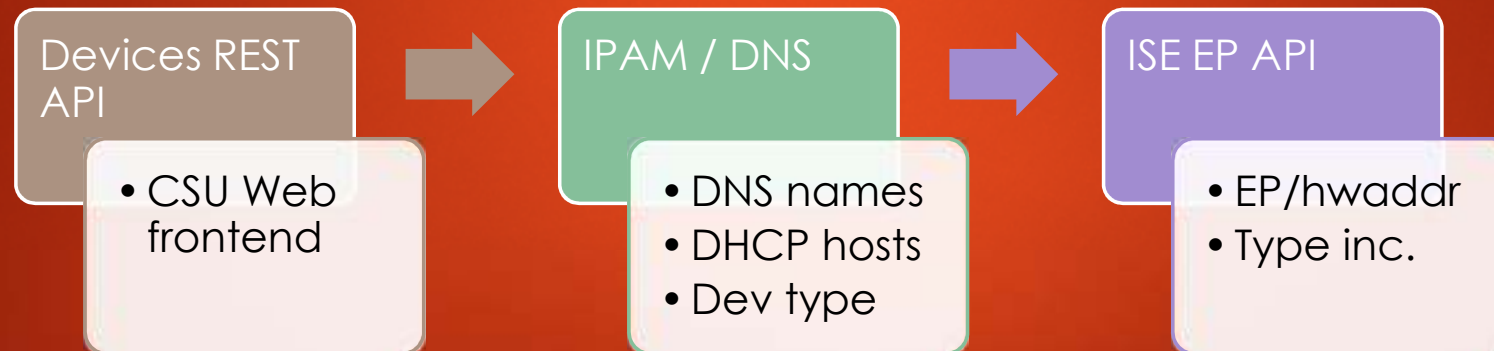 Devices REST
API
• CSU Web
frontend
IPAM / DNS
• DNS names
• DHCP hosts
• Dev type
ISE EP API
• EP/hwaddr
• Type inc.